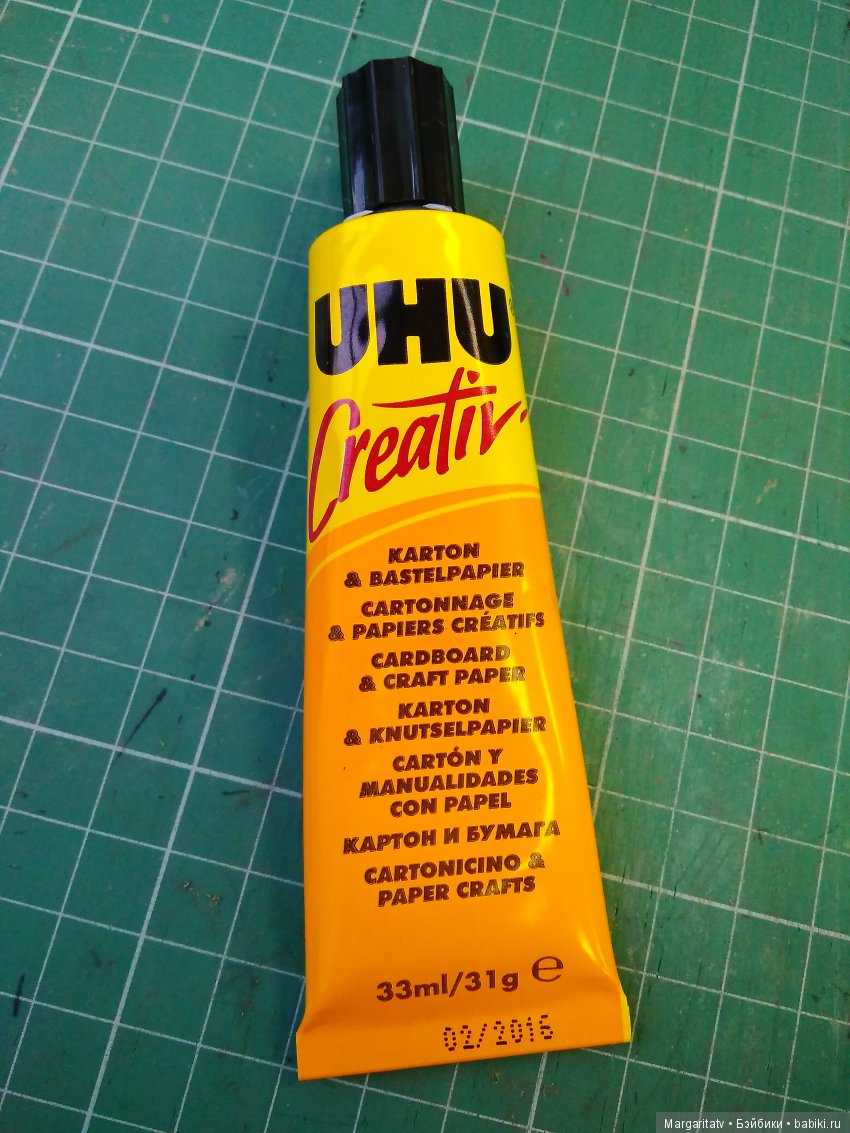 UHU
Creativ
KARTON
& BASTELPAPIER
CARTONNAGE
& PAPIERS CRÉATIFS
CARDBOARD
& CRAFT PAPER
KARTON
& KNUTSELPAPIER
CARTÓN Y
MANUALIDADES
CON PAPEL
КАРТОН И БУМАГА
CARTONICINO &
PAPER CRAFTS
33ml/31g ℮
02/2016
Margaritatv • Бэйбики • babiki.ru